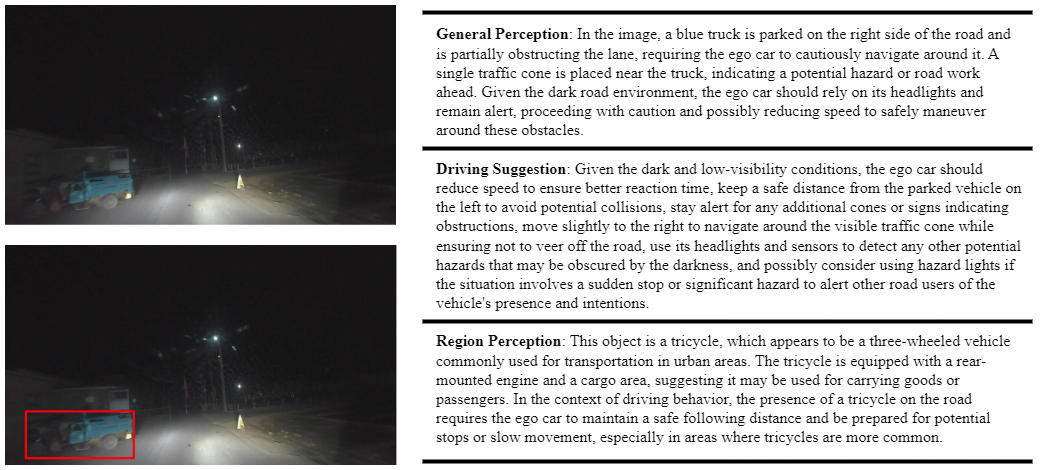 General Perception: In the image, a blue truck is parked on the right side of the road and
is partially obstructing the lane, requiring the ego car to cautiously navigate around it. A
single traffic cone is placed near the truck, indicating a potential hazard or road work
ahead. Given the dark road environment, the ego car should rely on its headlights and
remain alert, proceeding with caution and possibly reducing speed to safely maneuver
around these obstacles.
Driving Suggestion: Given the dark and low-visibility conditions, the ego car should
reduce speed to ensure better reaction time, keep a safe distance from the parked vehicle on
the left to avoid potential collisions, stay alert for any additional cones or signs indicating
obstructions, move slightly to the right to navigate around the visible traffic cone while
ensuring not to veer off the road, use its headlights and sensors to detect any other potential
hazards that may be obscured by the darkness, and possibly consider using hazard lights if
the situation involves a sudden stop or significant hazard to alert other road users of the
vehicle's presence and intentions.
Region Perception: This object is a tricycle, which appears to be a three-wheeled vehicle
commonly used for transportation in urban areas. The tricycle is equipped with a rear-
mounted engine and a cargo area, suggesting it may be used for carrying goods or
passengers. In the context of driving behavior, the presence of a tricycle on the road
requires the ego car to maintain a safe following distance and be prepared for potential
stops or slow movement, especially in areas where tricycles are more common.